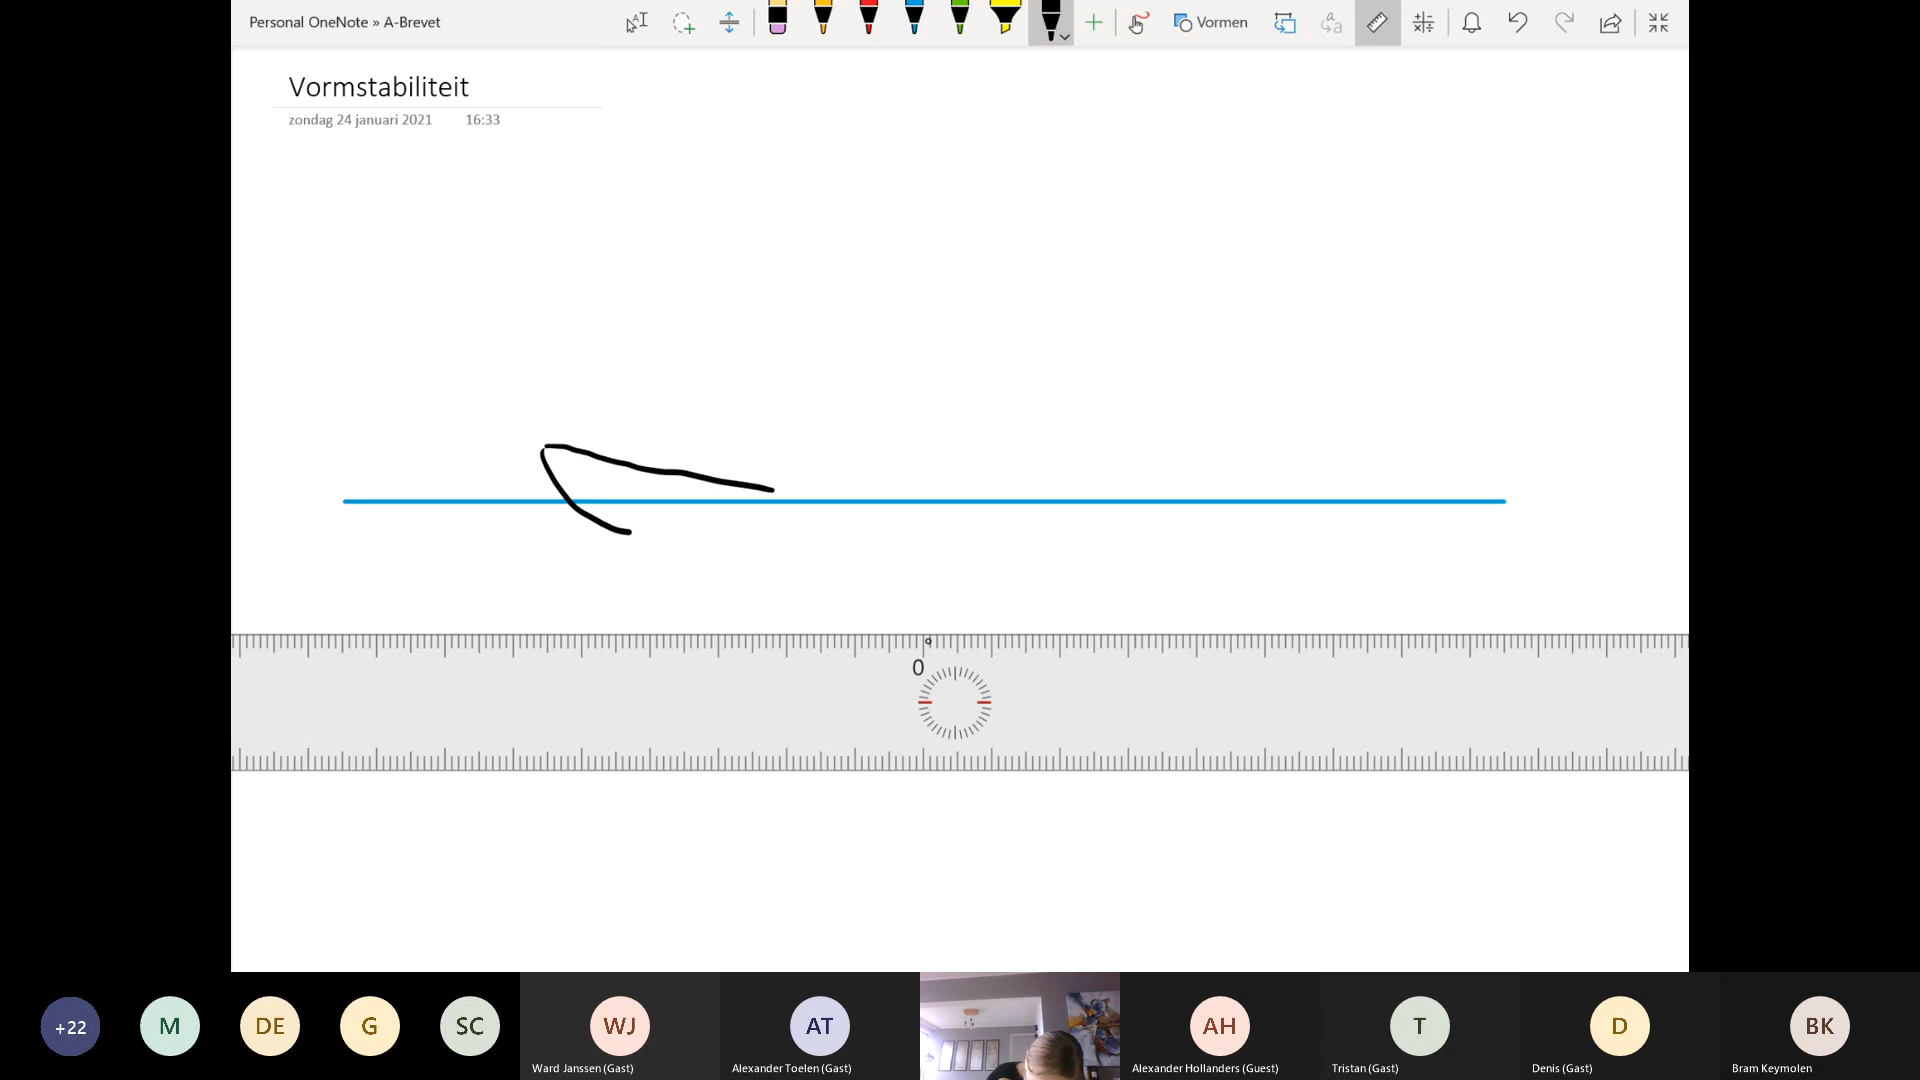 Personal OneNote » A-Brevet
Vormen
Vormstabiliteit
zondag 24 januari 2021 16:33
0°
+22
M
DE
G
SC
WJ
Ward Janssen (Gast)
AT
Alexander Toelen (Gast)
AH
Alexander Hollanders (Guest)
T
Tristan (Gast)
D
Denis (Gast)
BK
Bram Keymolen